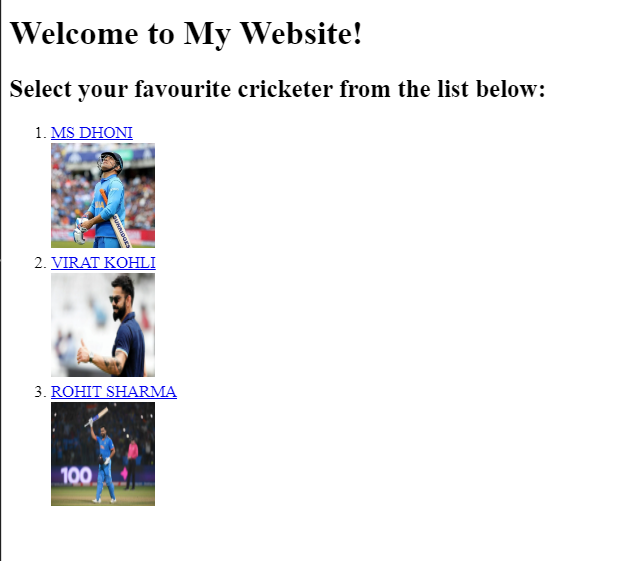 Welcome to My Website!
Select your favourite cricketer from the list below:
1. MS DHONI
2. VIRAT KOHLI
3. ROHIT SHARMA
100